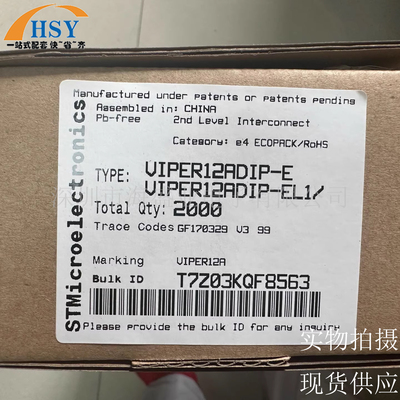 HSY
一站式配套快"省"齐
Manufactured under patents or patents pending
Assembled in: CHINA
Pb-free 2nd Level Interconnect
Category: e4 ECOPACK/RoHS
TYPE: VIPER12ADIP-E
VIPER12ADIP-EL1/
Total Qty: 2000
Trace Codes GF170329 V3 99
Marking VIPER12A
Bulk ID T7Z03KQF8563
Please provide the bulk ID for any inquiry
STMicroelectronics
实物拍摄
现货供应